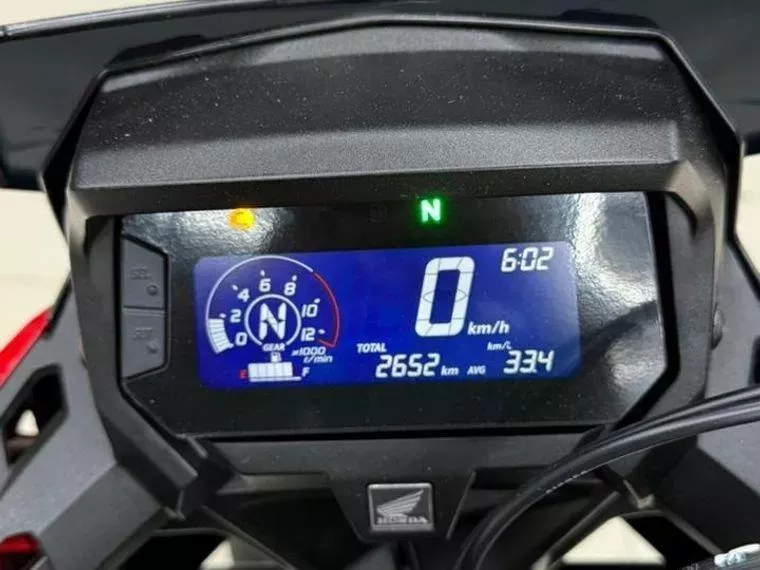 N
6:02
SEL
SET
0 km/h
0 2 4 6 8 10 12
N
GEAR
x1000 r/min
E F
TOTAL 2652 km
km/L
AVG 33.4
HONDA